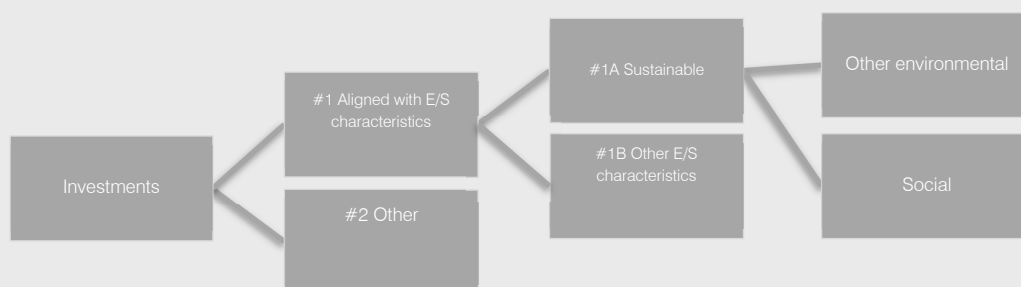 Investments
#1 Aligned with E/S
characteristics
#2 Other
#1A Sustainable
#1B Other E/S
characteristics
Other environmental
Social